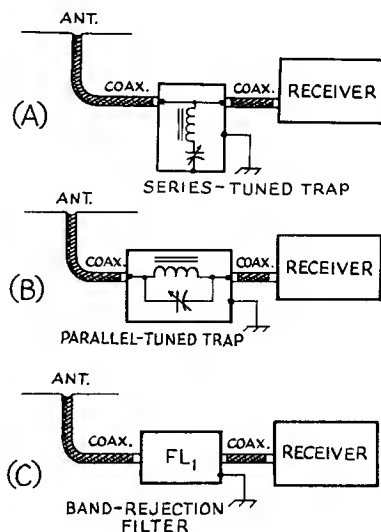 ANT.
(A)
COAX.
COAX.
RECEIVER
SERIES-TUNED TRAP
ANT.
(B)
COAX.
COAX.
RECEIVER
PARALLEL-TUNED TRAP
ANT.
(C)
COAX.
FL1
COAX.
RECEIVER
BAND-REJECTION
FILTER